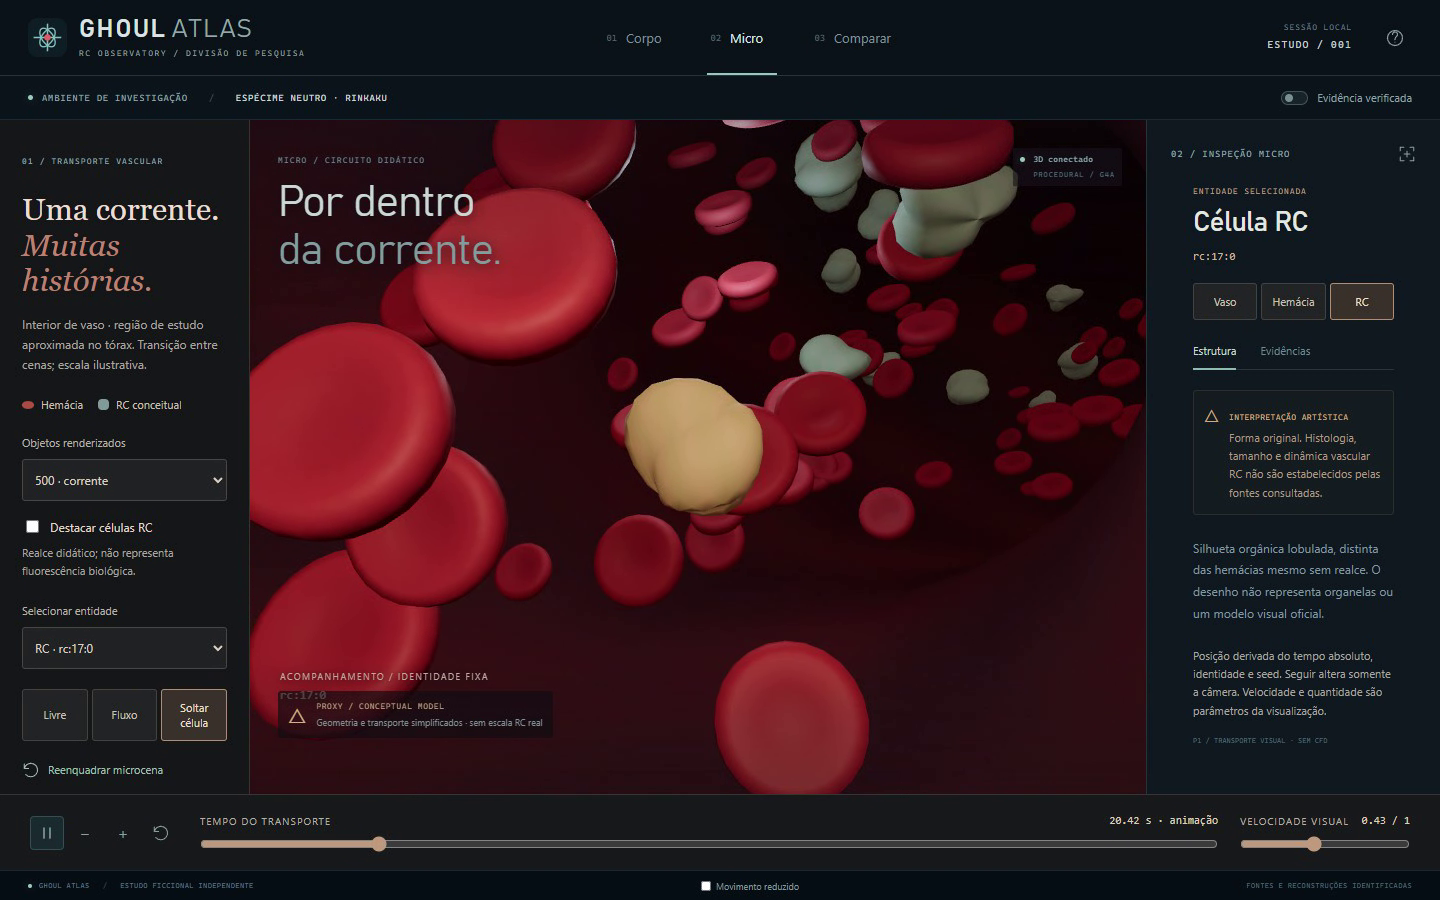 GHOUL ATLAS
RC OBSERVATORY / DIVISÃO DE PESQUISA
01 Corpo
02 Micro
03 Comparar
SESSÃO LOCAL
ESTUDO / 001
?
AMBIENTE DE INVESTIGAÇÃO / ESPÉCIME NEUTRO · RINKAKU
Evidência verificada
01 / TRANSPORTE VASCULAR
Uma corrente.
Muitas
histórias.
Interior de vaso · região de estudo
aproximada no tórax. Transição entre
cenas; escala ilustrativa.
Hemácia
RC conceitual
Objetos renderizados
500 · corrente
Destacar células RC
Realce didático; não representa
fluorescência biológica.
Selecionar entidade
RC · rc:17:0
Livre
Fluxo
Soltar
célula
Reenquadrar microcena
MICRO / CIRCUITO DIDÁTICO
Por dentro
da corrente.
3D conectado
PROCEDURAL / G4A
ACOMPANHAMENTO / IDENTIDADE FIXA
rc:17:0
PROXY / CONCEPTUAL MODEL
Geometria e transporte simplificados · sem escala RC real
02 / INSPEÇÃO MICRO
ENTIDADE SELECIONADA
Célula RC
rc:17:0
Vaso
Hemácia
RC
Estrutura
Evidências
INTERPRETAÇÃO ARTÍSTICA
Forma original. Histologia,
tamanho e dinâmica vascular
RC não são estabelecidos pelas
fontes consultadas.
Silhueta orgânica lobulada, distinta
das hemácias mesmo sem realce. O
desenho não representa organelas ou
um modelo visual oficial.
Posição derivada do tempo absoluto,
identidade e seed. Seguir altera somente
a câmera. Velocidade e quantidade são
parâmetros da visualização.
P1 / TRANSPORTE VISUAL · SEM CFD
− +
TEMPO DO TRANSPORTE
20.42 s · animação
VELOCIDADE VISUAL 0.43 / 1
GHOUL ATLAS / ESTUDO FICCIONAL INDEPENDENTE
Movimento reduzido
FONTES E RECONSTRUÇÕES IDENTIFICADAS